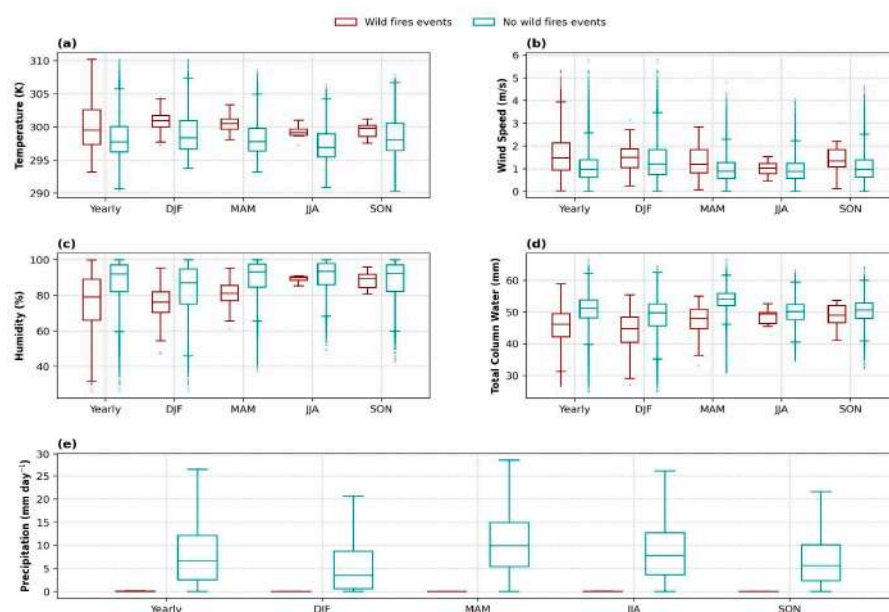 Wild fires events No wild fires events
(a)
Temperature (K)
310
305
300
295
290
Yearly DJF MAM JJA SON
(b)
Wind Speed (m/s)
6
5
4
3
2
1
0
Yearly DJF MAM JJA SON
(c)
Humidity (%)
100
80
60
40
Yearly DJF MAM JJA SON
(d)
Total Column Water (mm)
60
50
40
30
Yearly DJF MAM JJA SON
(e)
Precipitation (mm day⁻¹)
30
25
20
15
10
5
0
Yearly DJF MAM JJA SON